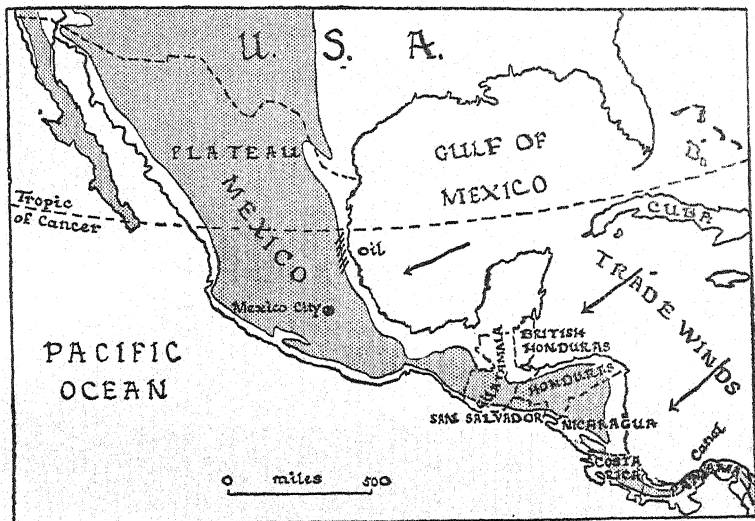 U. S. A.
PLATEAU
GULF OF
MEXICO
MEXICO
Tropic
of Cancer
CUBA
Oil
TRADE WINDS
Mexico City
BRITISH
HONDURAS
GUATAMALA
HONDURAS
PACIFIC
OCEAN
SAN SALVADOR
NICARAGUA
Canal
COSTA
RICA
PANAMA
0 miles 500